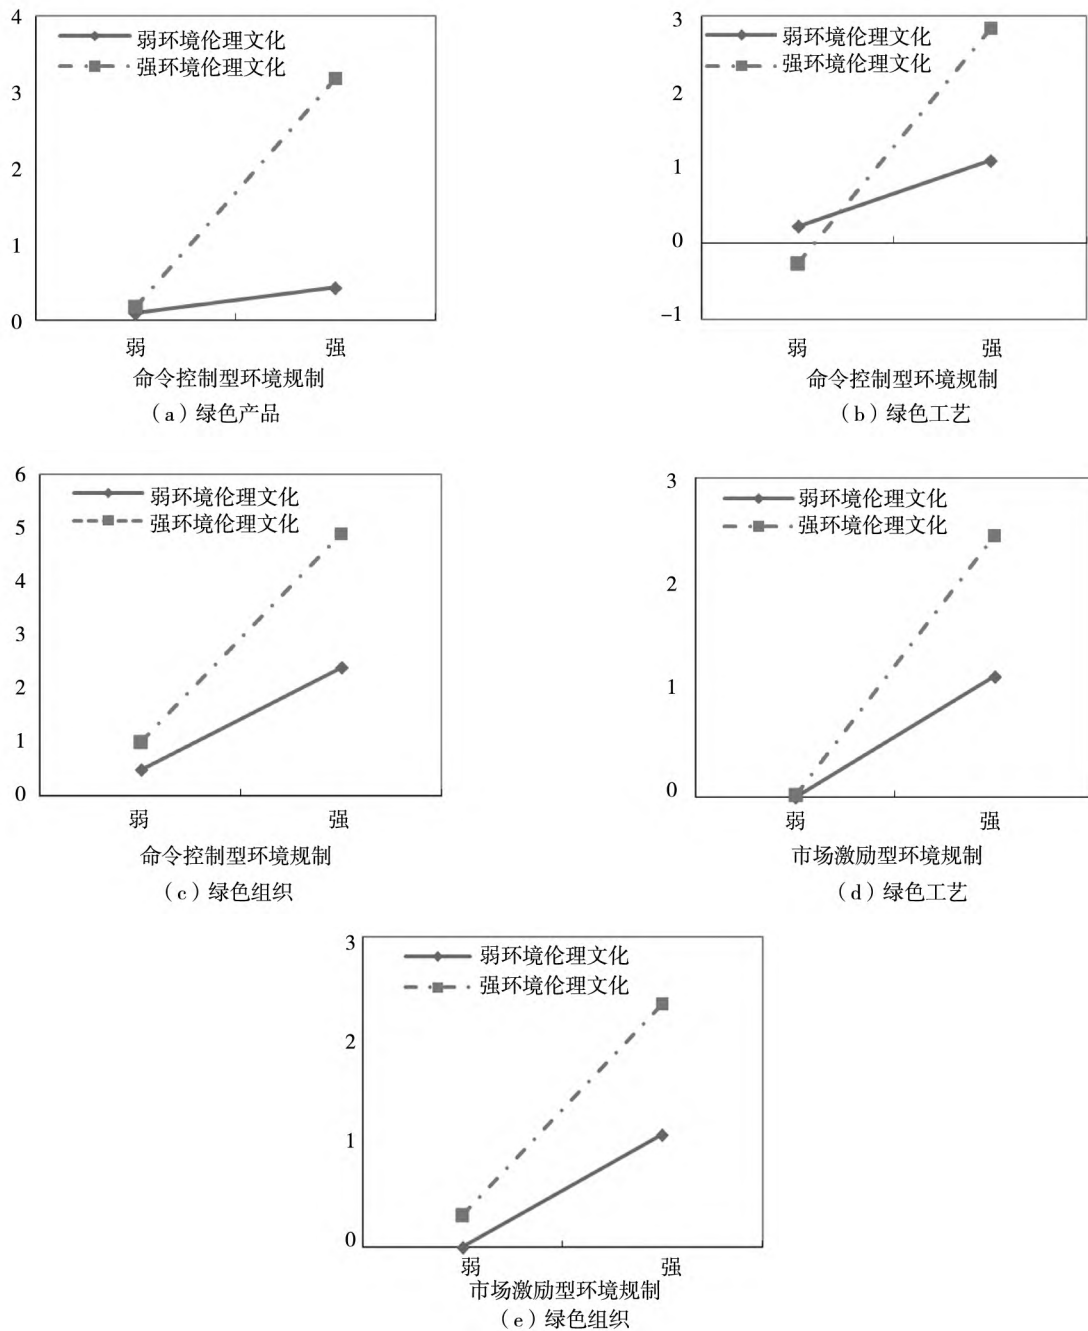 4
弱环境伦理文化
强环境伦理文化
3
2
1
0
弱 强
命令控制型环境规制
（a）绿色产品
3
弱环境伦理文化
强环境伦理文化
2
1
0
–1
弱 强
命令控制型环境规制
（b）绿色工艺
6
弱环境伦理文化
5
强环境伦理文化
4
3
2
1
0
弱 强
命令控制型环境规制
（c）绿色组织
3
弱环境伦理文化
强环境伦理文化
2
1
0
弱 强
市场激励型环境规制
（d）绿色工艺
3
弱环境伦理文化
强环境伦理文化
2
1
0
弱 强
市场激励型环境规制
（e）绿色组织